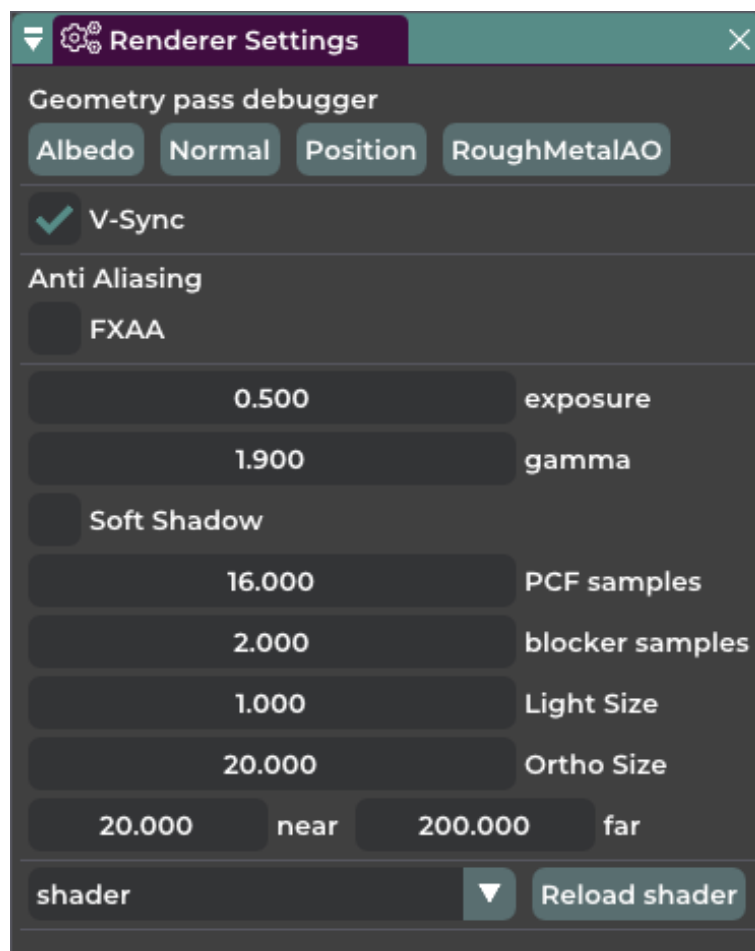 Renderer Settings
Geometry pass debugger
Albedo Normal Position RoughMetalAO
V-Sync
Anti Aliasing
FXAA
0.500 exposure
1.900 gamma
Soft Shadow
16.000 PCF samples
2.000 blocker samples
1.000 Light Size
20.000 Ortho Size
20.000 near 200.000 far
shader Reload shader